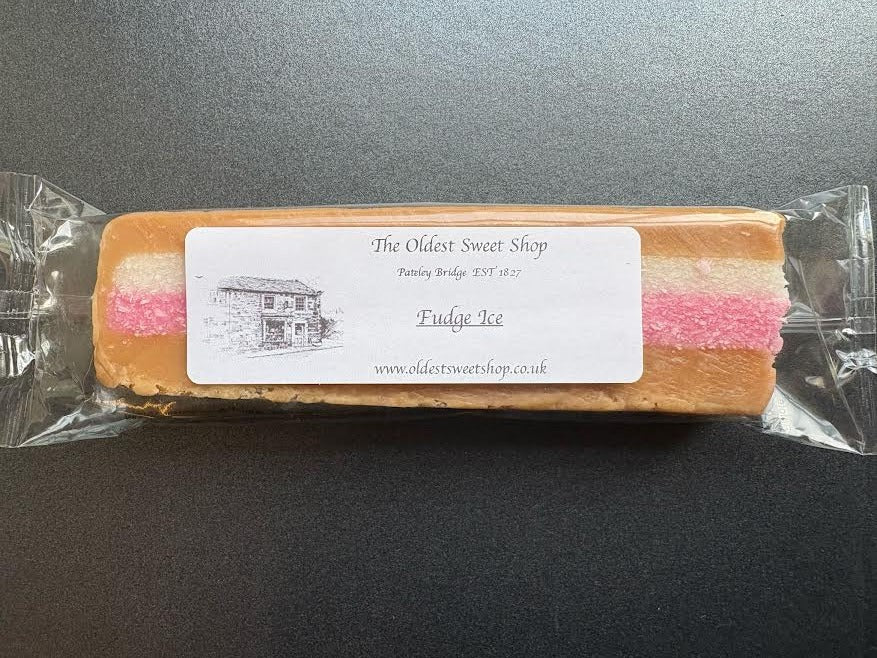 The Oldest Sweet Shop
Pateley Bridge EST 1827
Fudge Ice
www.oldestsweetshop.co.uk